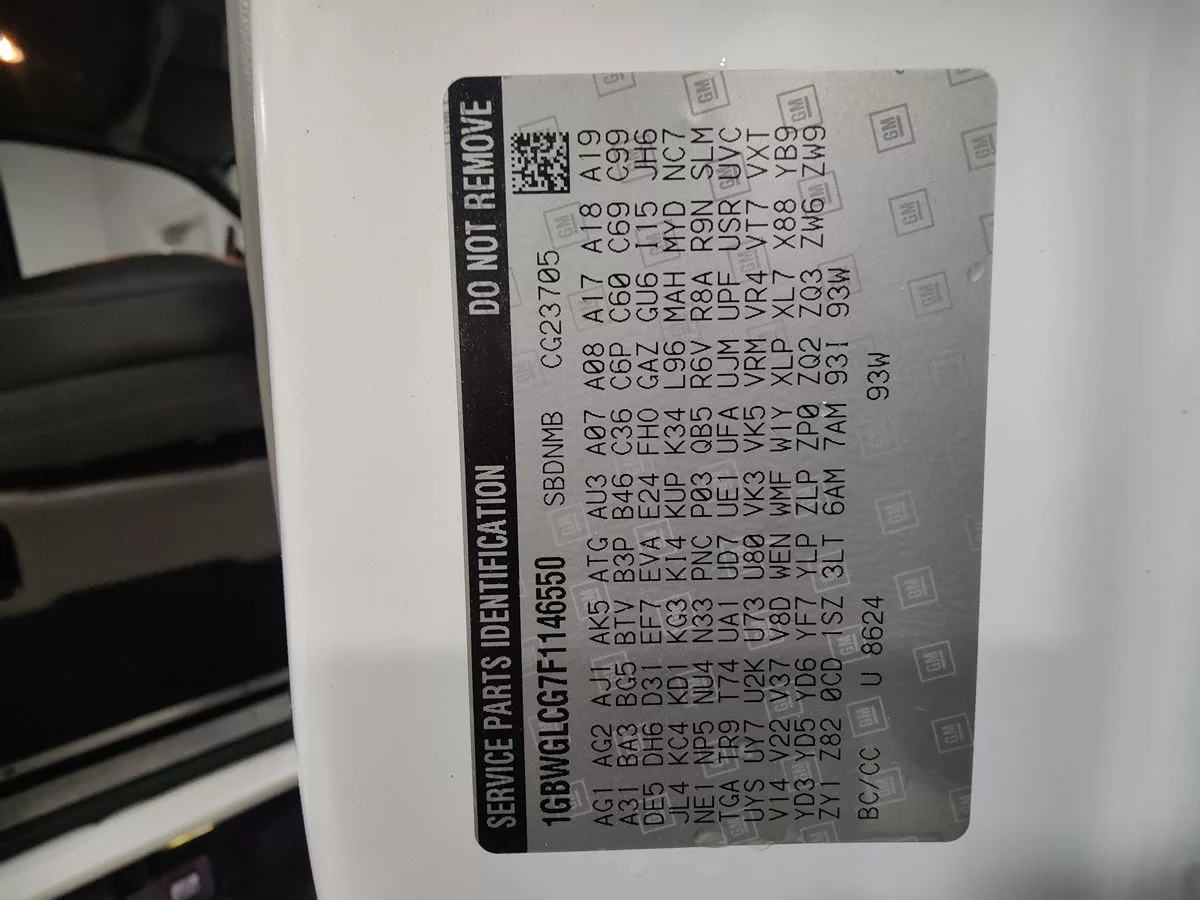 SERVICE PARTS IDENTIFICATION DO NOT REMOVE
1GBWGLCG7F1146550 SBDNMB CG23705
AG1 AG2 AJ1 AK5 ATG AU3 A07 A08 A17 A18 A19
A31 BA3 BG5 BTV B3P B46 C36 C6P C60 C69 C99
DE5 DH6 D31 EF7 EVA E24 FHO GAZ GU6 I15 JH6
JL4 KC4 KD1 KG3 KI4 KUP K34 L96 MAH MYD NC7
NE1 NP5 NU4 N33 PNC P03 QB5 R6V R8A R9N SLM
TGA TR9 T74 UA1 UD7 UE1 UFA UJM UPF USR UVC
UYS UY7 U2K U73 U80 VK3 VK5 VRM VR4 VT7 VXT
V14 V22 V37 V8D WEN WMF W1Y XLP XL7 X88 YB9
YD3 YD5 YD6 YF7 YLP ZLP ZP0 ZQ2 ZQ3 ZW6 ZW9
ZY1 Z82 0CD 1SZ 3LT 6AM 7AM 93I 93W
BC/CC U 8624 93W